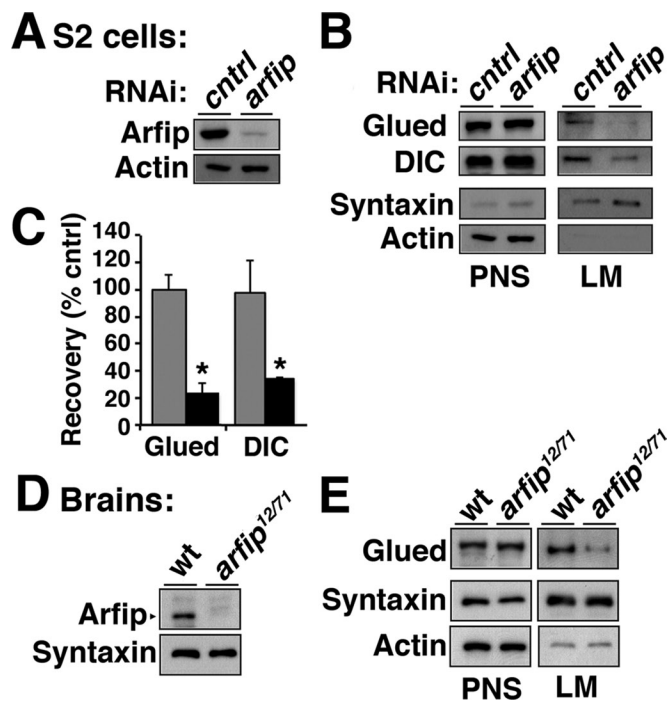 A S2 cells:
RNAi: cntrl arfip
Arfip
Actin
B
RNAi: cntrl arfip cntrl arfip
Glued
DIC
Syntaxin
Actin
PNS LM
C
Recovery (% cntrl)
140
120
100
80
60
40
20
0
* *
Glued DIC
D Brains:
wt arfip12/71
Arfip
Syntaxin
E
wt arfip12/71 wt arfip12/71
Glued
Syntaxin
Actin
PNS LM